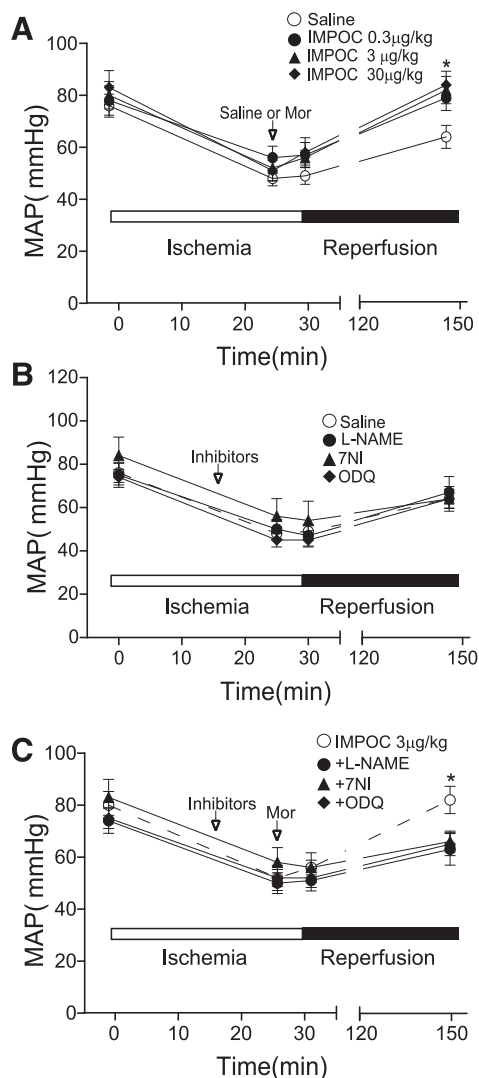 A
Saline
IMPOC 0.3μg/kg
IMPOC 3 μg/kg
IMPOC 30μg/kg
100
80
60
40
20
0
MAP( mmHg)
Saline or Mor
*
Ischemia
Reperfusion
0
10
20
30
120
150
Time(min)
B
Saline
L-NAME
7NI
ODQ
120
100
80
60
40
20
0
MAP( mmHg)
Inhibitors
Ischemia
Reperfusion
0
10
20
30
120
150
Time(min)
C
IMPOC 3μg/kg
+L-NAME
+7NI
+ODQ
100
80
60
40
20
0
MAP( mmHg)
Inhibitors
Mor
*
Ischemia
Reperfusion
0
10
20
30
120
150
Time(min)